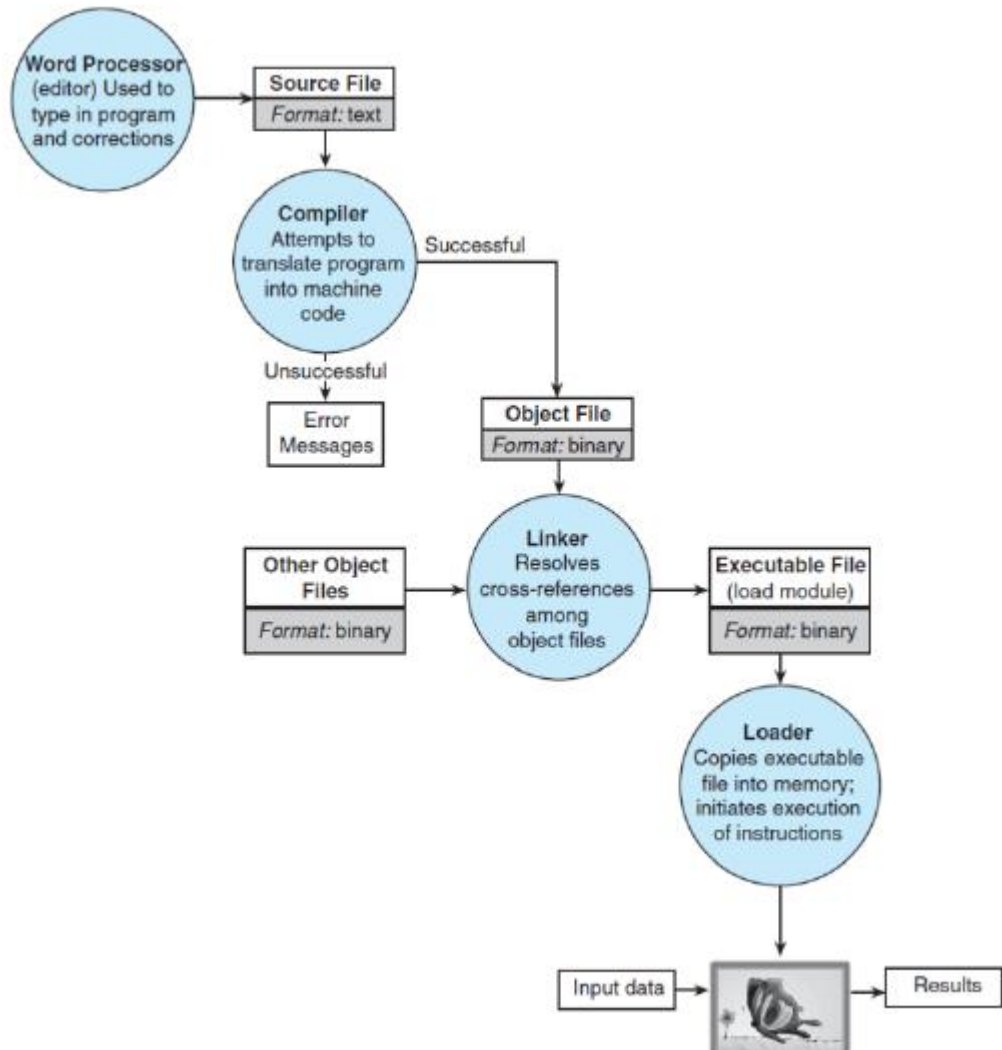 Word Processor
(editor) Used to
type in program
and corrections
Source File
Format: text
Compiler
Attempts to
translate program
into machine
code
Successful
Unsuccessful
Error
Messages
Object File
Format: binary
Other Object
Files
Format: binary
Linker
Resolves
cross-references
among
object files
Executable File
(load module)
Format: binary
Loader
Copies executable
file into memory;
initiates execution
of instructions
Input data
Results